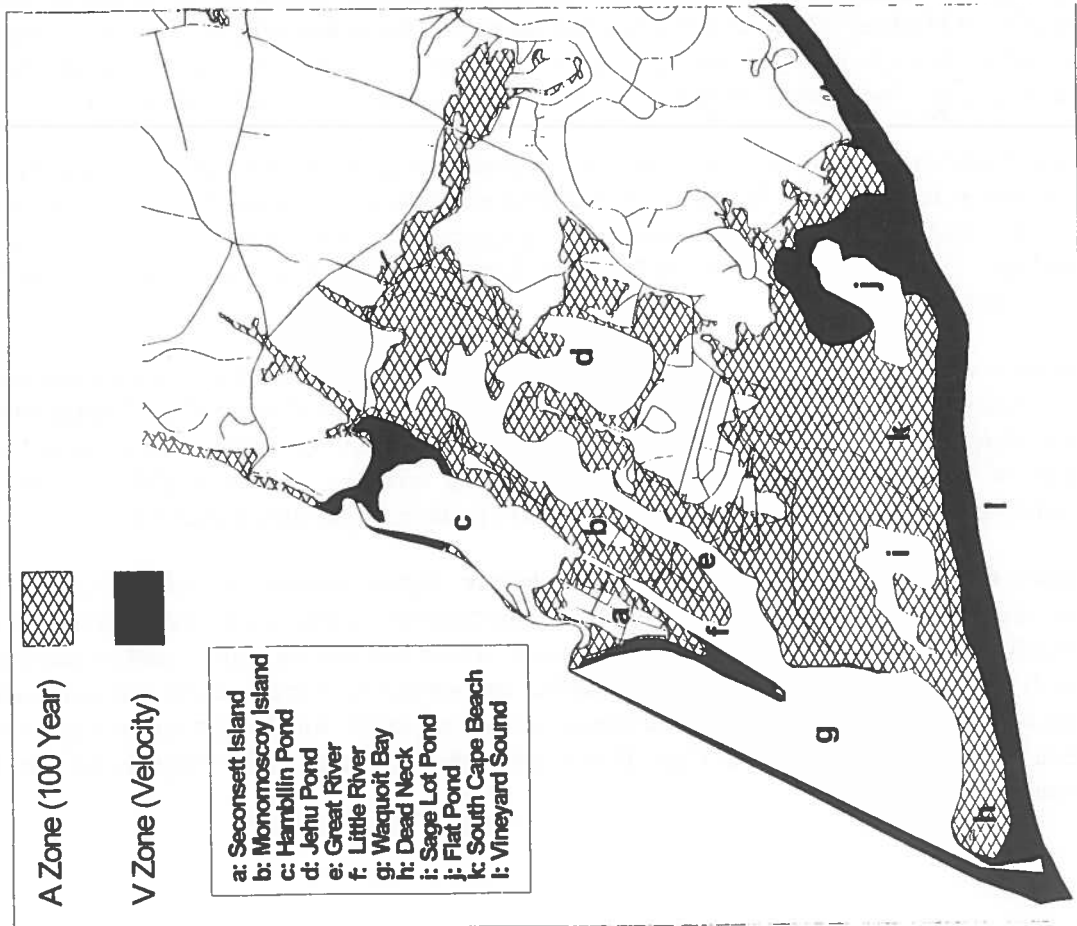 A Zone (100 Year)
V Zone (Velocity)
a: Seconsett Island
b: Monomoscoy Island
c: Hambllin Pond
d: Jehu Pond
e: Great River
f: Little River
g: Waquoit Bay
h: Dead Neck
i: Sage Lot Pond
j: Flat Pond
k: South Cape Beach
l: Vineyard Sound
a
b
c
d
e
f
g
h
i
j
k
l